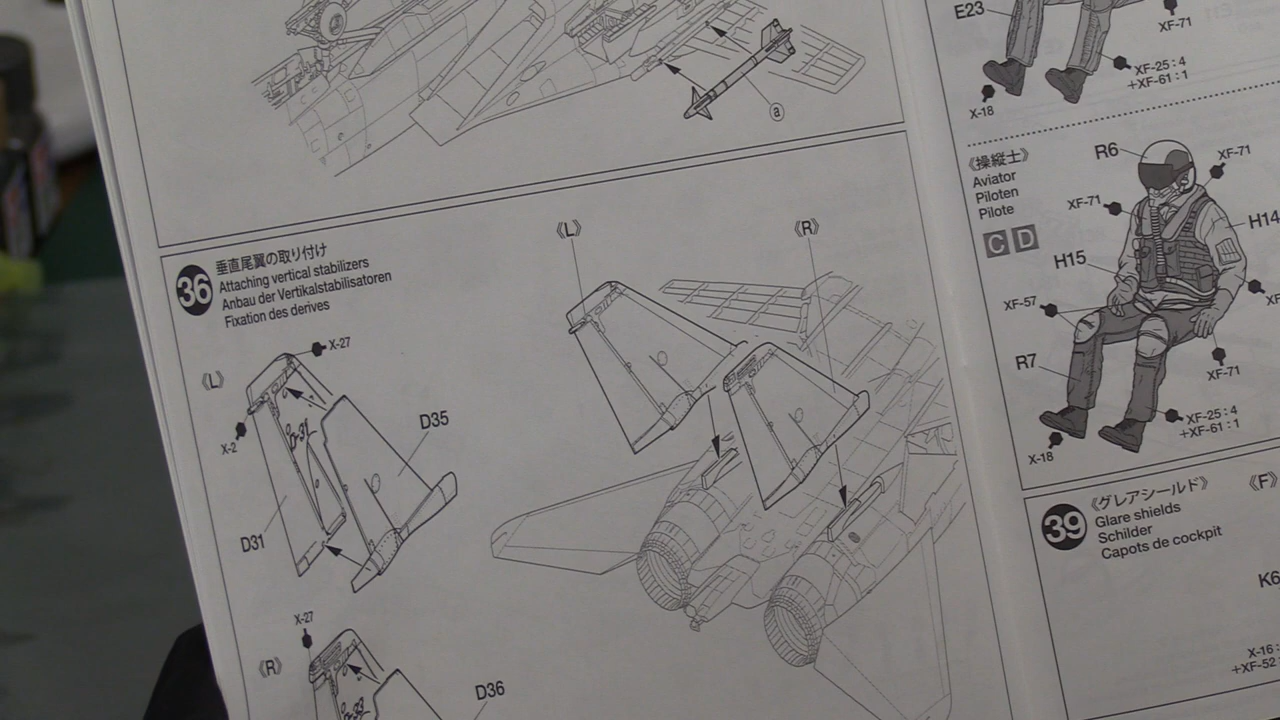 ⓐ
36
垂直尾翼の取り付け
Attaching vertical stabilizers
Anbau der Vertikalstabilisatoren
Fixation des derives
《L》
X-27
X-2
D35
D31
《L》
《R》
X-27
《R》
D36
E23
XF-71
XF-25:4
+XF-61:1
X-18
《操縦士》
Aviator
Piloten
Pilote
C D
R6
XF-71
XF-71
H14
H15
XF-57
R7
XF-71
XF-25:4
+XF-61:1
X-18
39
《グレアシールド》
Glare shields
Schilder
Capots de cockpit
《F》
K6
X-16:
+XF-52: